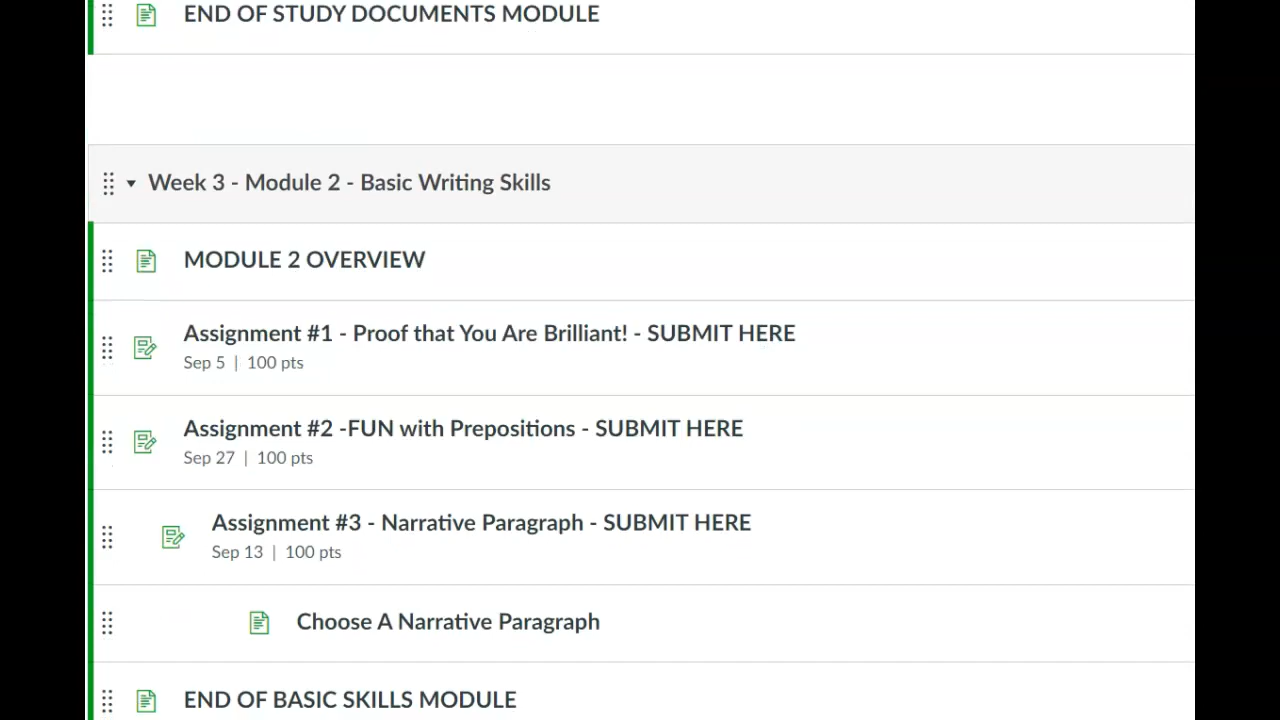 END OF STUDY DOCUMENTS MODULE
Week 3 - Module 2 - Basic Writing Skills
MODULE 2 OVERVIEW
Assignment #1 - Proof that You Are Brilliant! - SUBMIT HERE
Sep 5 | 100 pts
Assignment #2 -FUN with Prepositions - SUBMIT HERE
Sep 27 | 100 pts
Assignment #3 - Narrative Paragraph - SUBMIT HERE
Sep 13 | 100 pts
Choose A Narrative Paragraph
END OF BASIC SKILLS MODULE